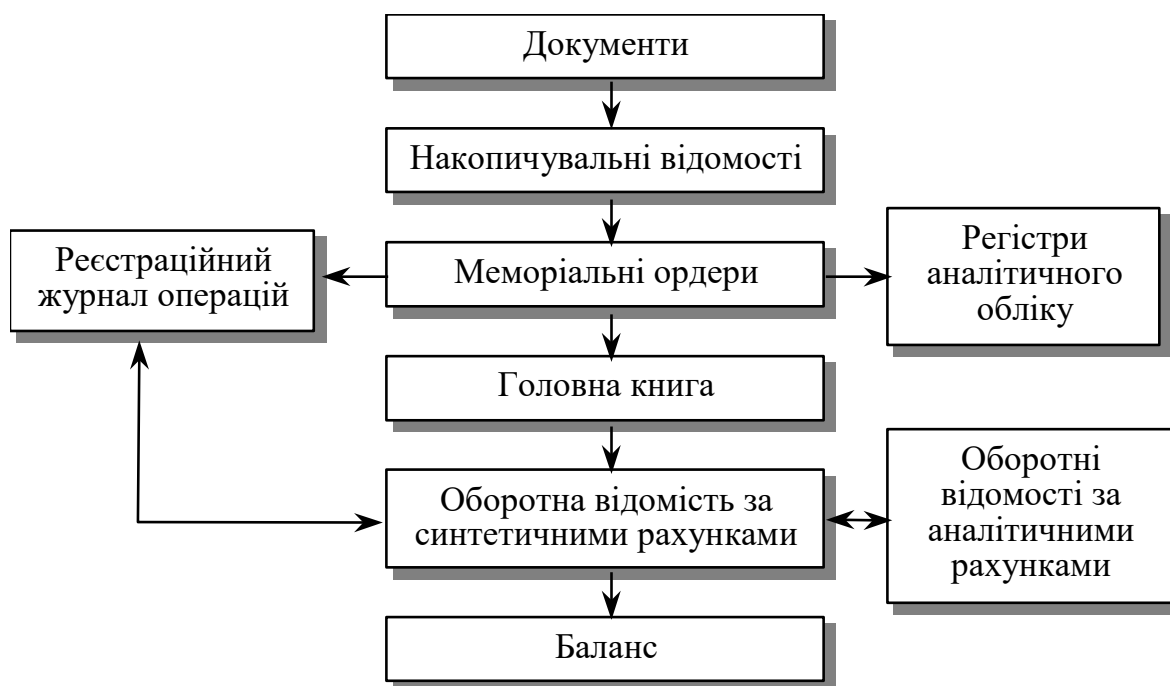 Документи
Накопичувальні відомості
Реєстраційний
журнал операцій
Меморіальні ордери
Регістри
аналітичного
обліку
Головна книга
Оборотна відомість за
синтетичними рахунками
Оборотні
відомості за
аналітичними
рахунками
Баланс